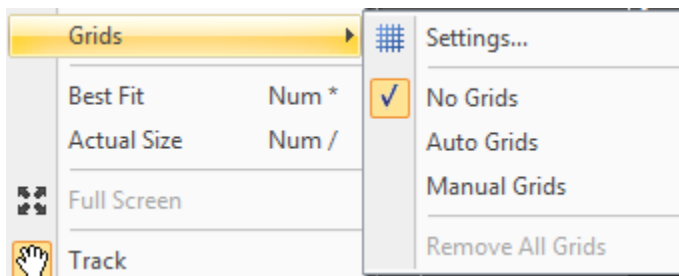 Grids
Best Fit Num *
Actual Size Num /
Full Screen
Track
Settings...
No Grids
Auto Grids
Manual Grids
Remove All Grids